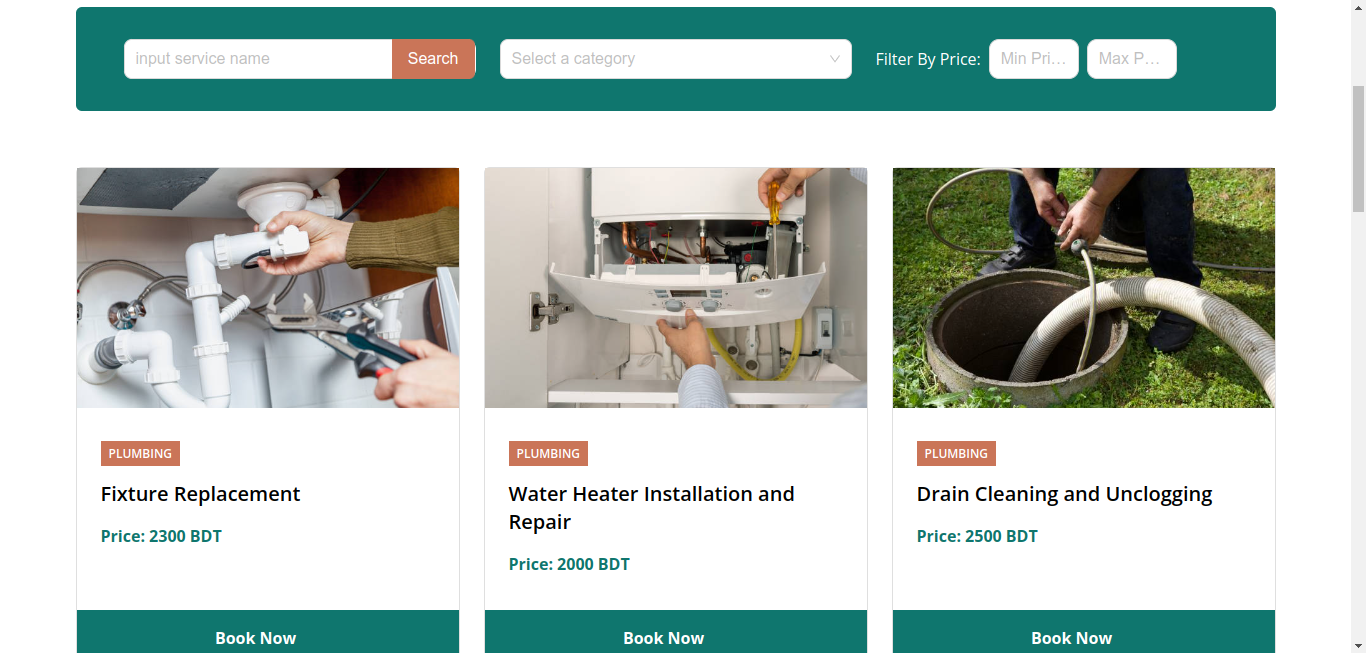 input service name
Search
Select a category
Filter By Price:
Min Pri...
Max P...
PLUMBING
Fixture Replacement
Price: 2300 BDT
Book Now
PLUMBING
Water Heater Installation and
Repair
Price: 2000 BDT
Book Now
PLUMBING
Drain Cleaning and Unclogging
Price: 2500 BDT
Book Now